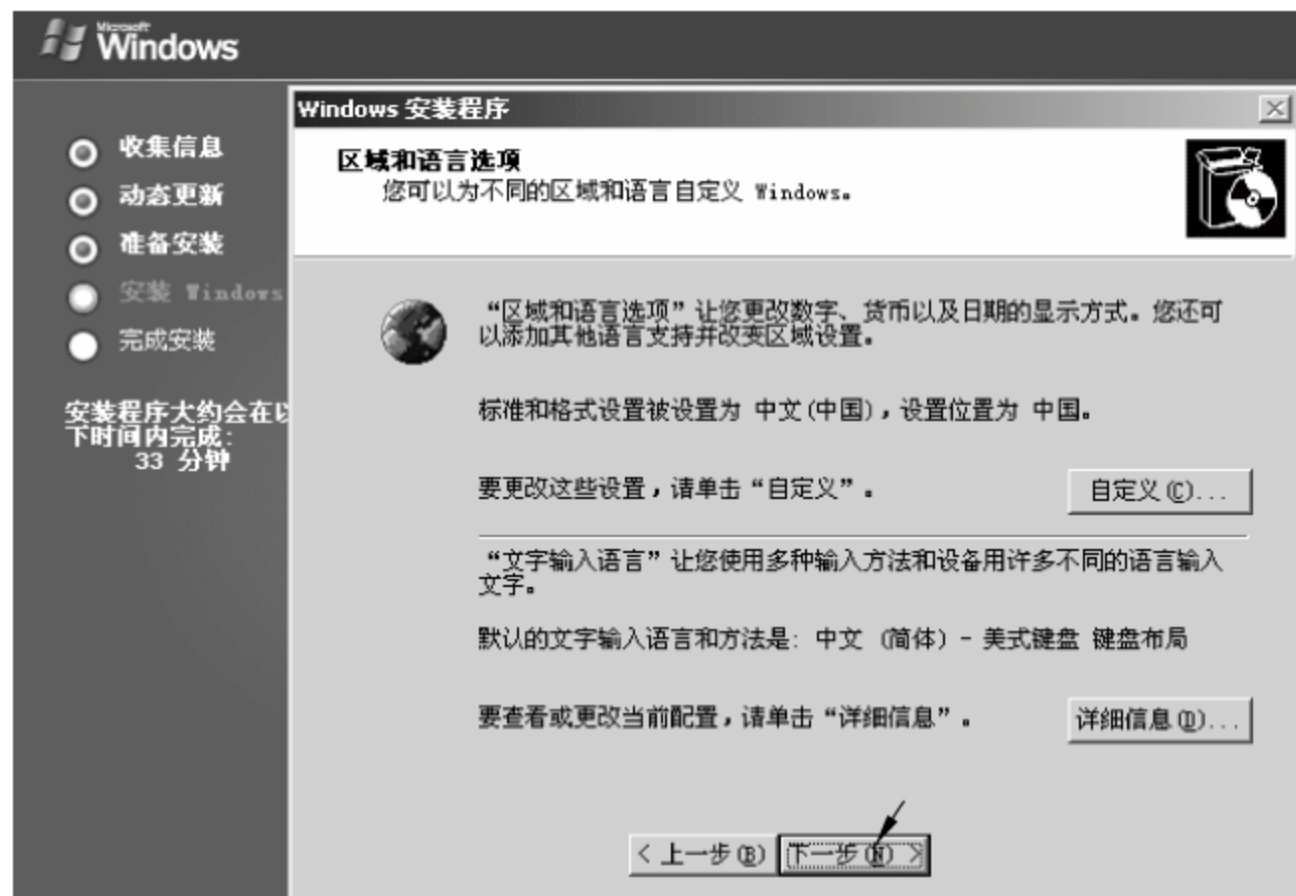 Microsoft
Windows
收集信息
动态更新
准备安装
安装 Windows
完成安装
安装程序大约会在以
下时间内完成:
33 分钟
Windows 安装程序
区域和语言选项
您可以为不同的区域和语言自定义 Windows。
“区域和语言选项”让您更改数字、货币以及日期的显示方式。您还可
以添加其他语言支持并改变区域设置。
标准和格式设置被设置为 中文(中国),设置位置为 中国。
要更改这些设置,请单击“自定义”。
自定义(C)...
“文字输入语言”让您使用多种输入方法和设备用许多不同的语言输入
文字。
默认的文字输入语言和方法是: 中文 (简体) - 美式键盘 键盘布局
要查看或更改当前配置,请单击“详细信息”。
详细信息(D)...
< 上一步(B)
下一步(N) >